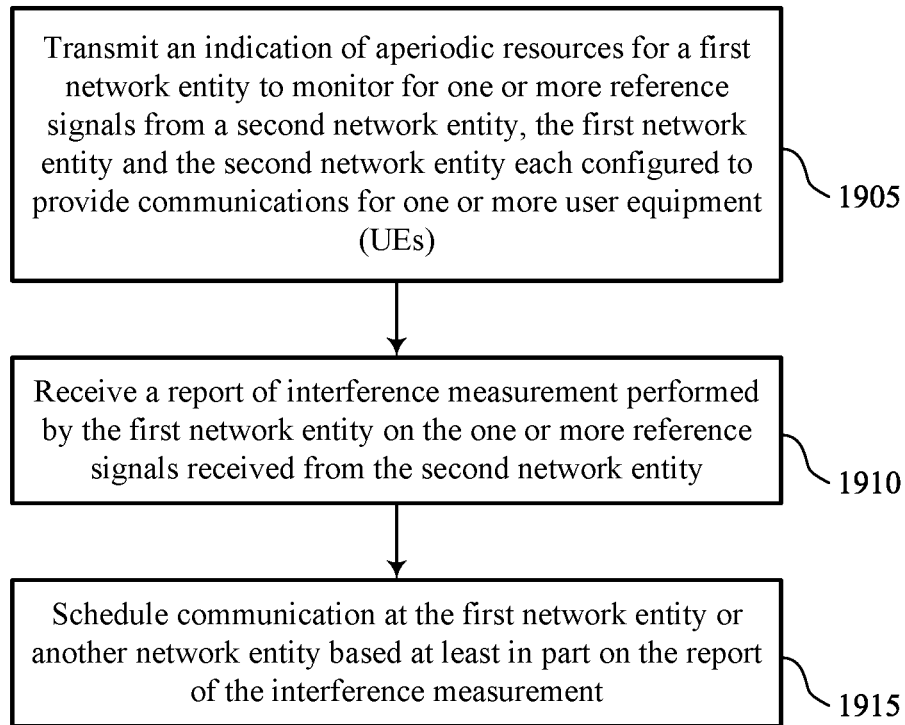 Transmit an indication of aperiodic resources for a first
network entity to monitor for one or more reference
signals from a second network entity, the first network
entity and the second network entity each configured to
provide communications for one or more user equipment
(UEs)
1905
Receive a report of interference measurement performed
by the first network entity on the one or more reference
signals received from the second network entity
1910
Schedule communication at the first network entity or
another network entity based at least in part on the report
of the interference measurement
1915